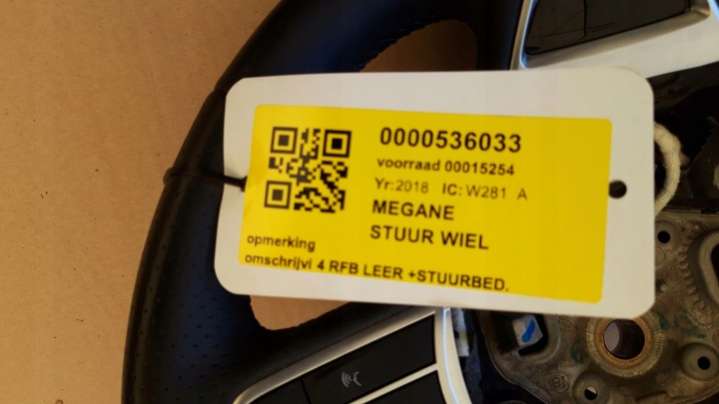 0000536033
voorraad 00015254
Yr:2018 IC: W281 A
MEGANE
STUUR WIEL
opmerking
omschrijvi 4 RFB LEER +STUURBED.